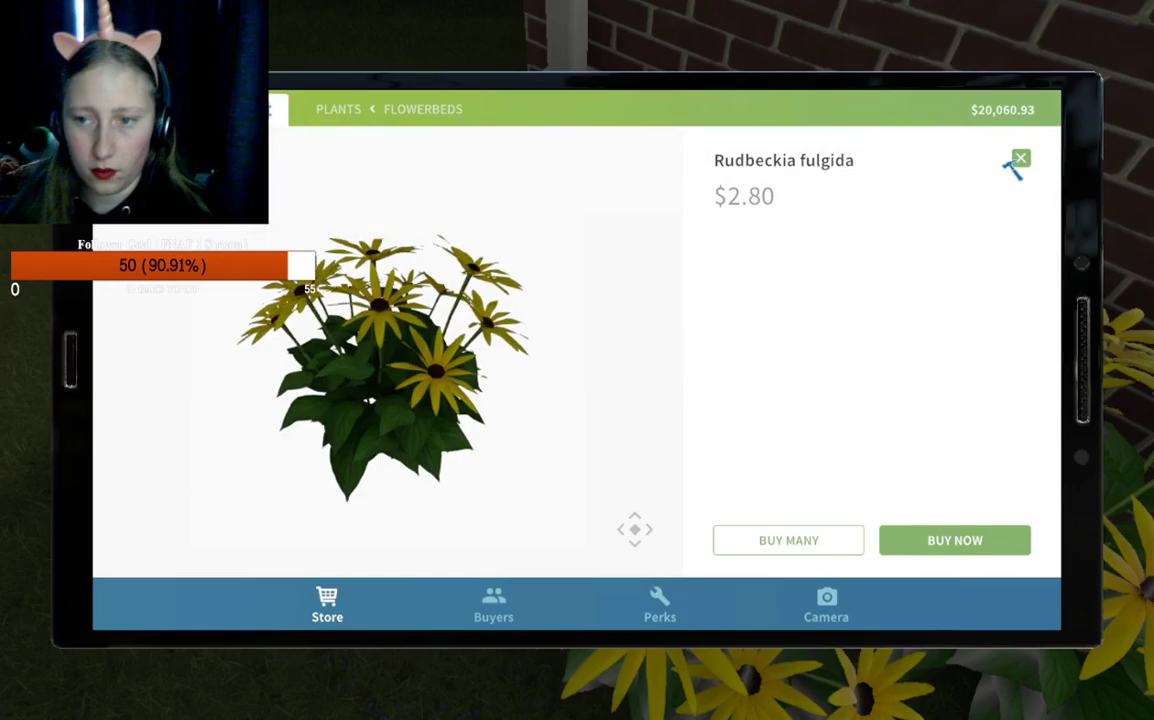 PLANTS < FLOWERBEDS
$20,060.93
Rudbeckia fulgida
$2.80
50 (90.91%)
0
55
BUY MANY
BUY NOW
Store
Buyers
Perks
Camera